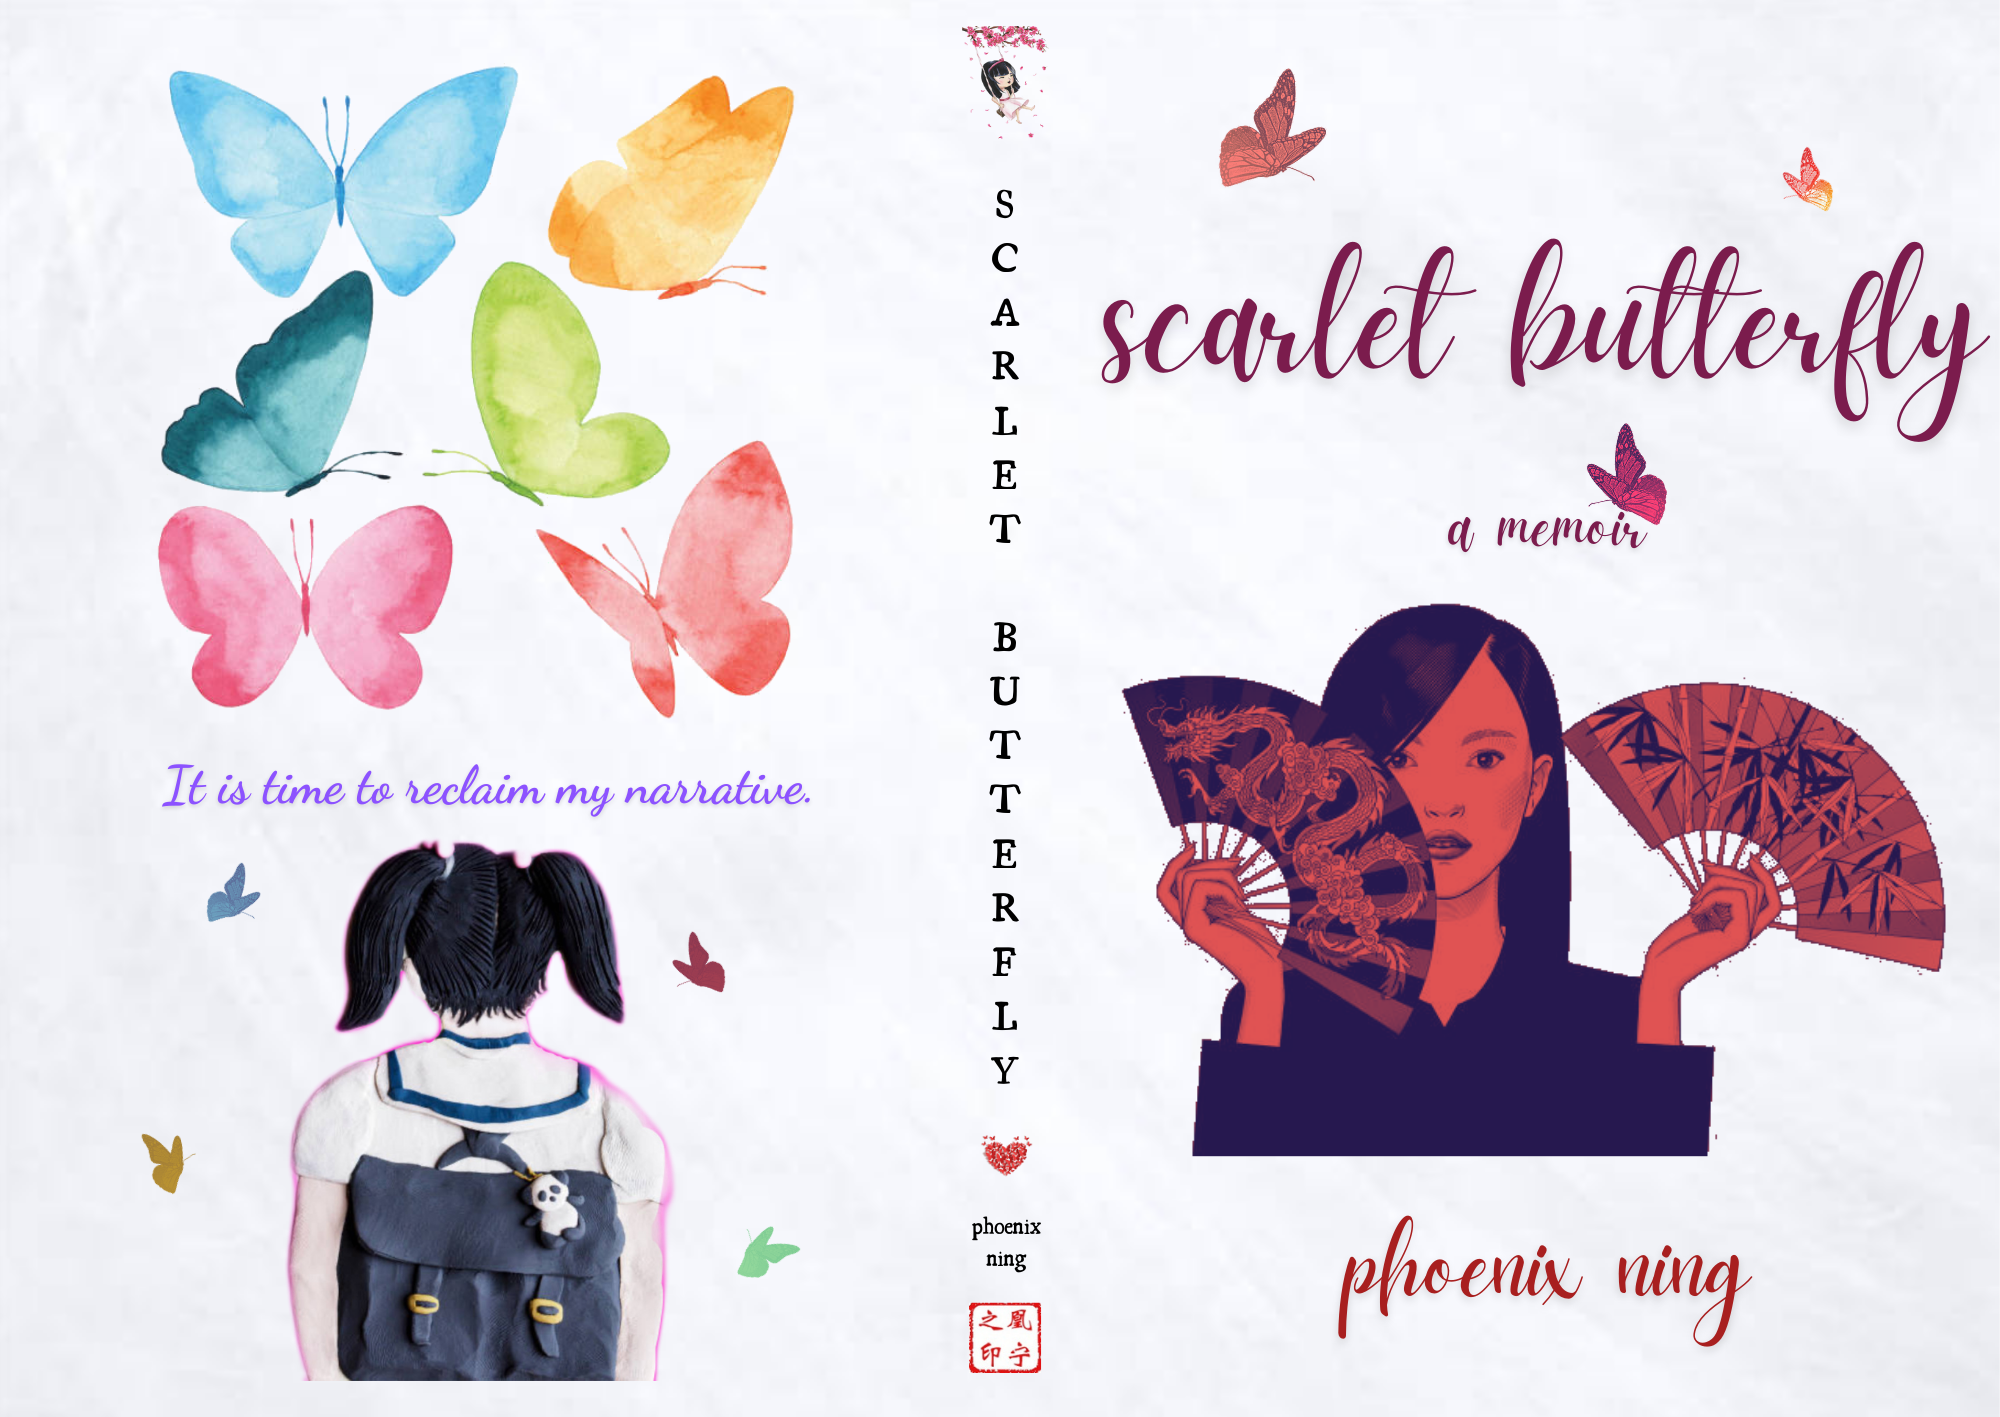 It is time to reclaim my narrative.
SCARLET BUTTERFLY
phoenix
ning
之凰
印宁
scarlet butterfly
a memoir
phoenix ning